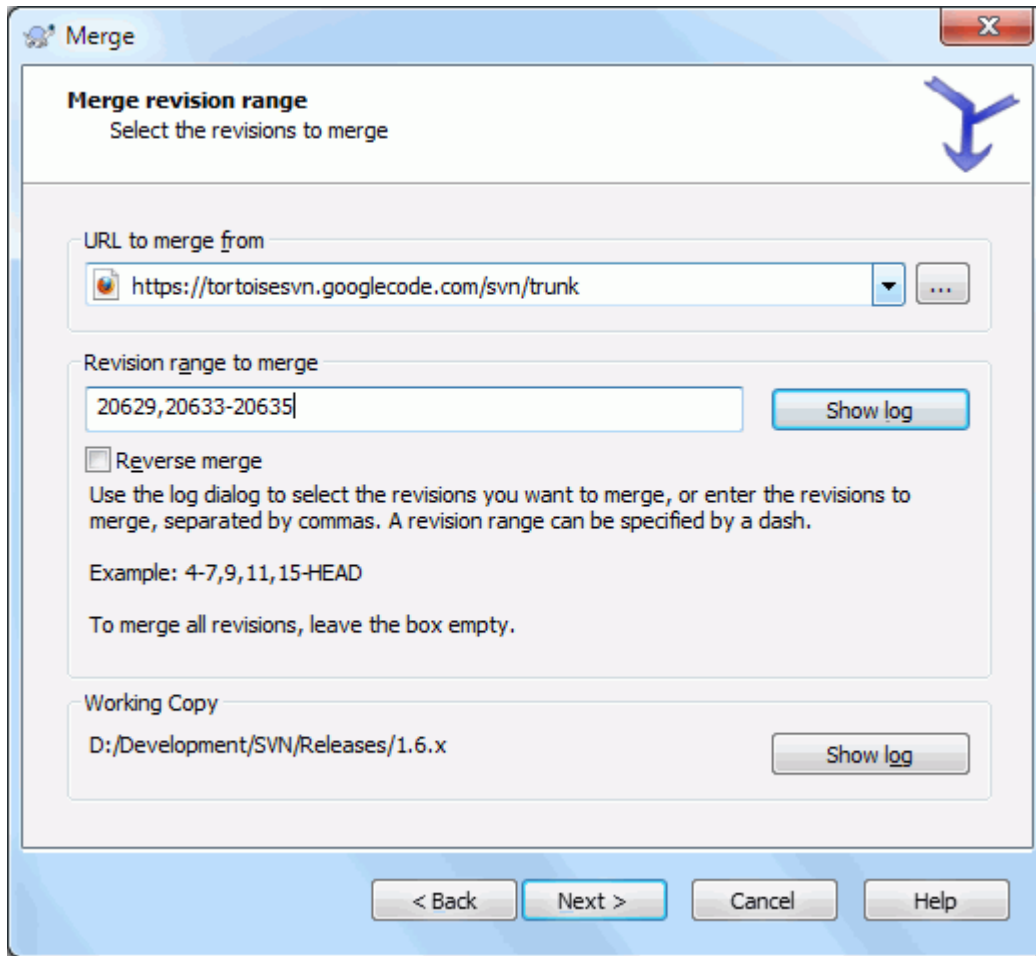 Merge
Merge revision range
Select the revisions to merge
URL to merge from
https://tortoisesvn.googlecode.com/svn/trunk
...
Revision range to merge
20629,20633-20635
Show log
Reverse merge
Use the log dialog to select the revisions you want to merge, or enter the revisions to
merge, separated by commas. A revision range can be specified by a dash.
Example: 4-7,9,11,15-HEAD
To merge all revisions, leave the box empty.
Working Copy
D:/Development/SVN/Releases/1.6.x
Show log
< Back
Next >
Cancel
Help